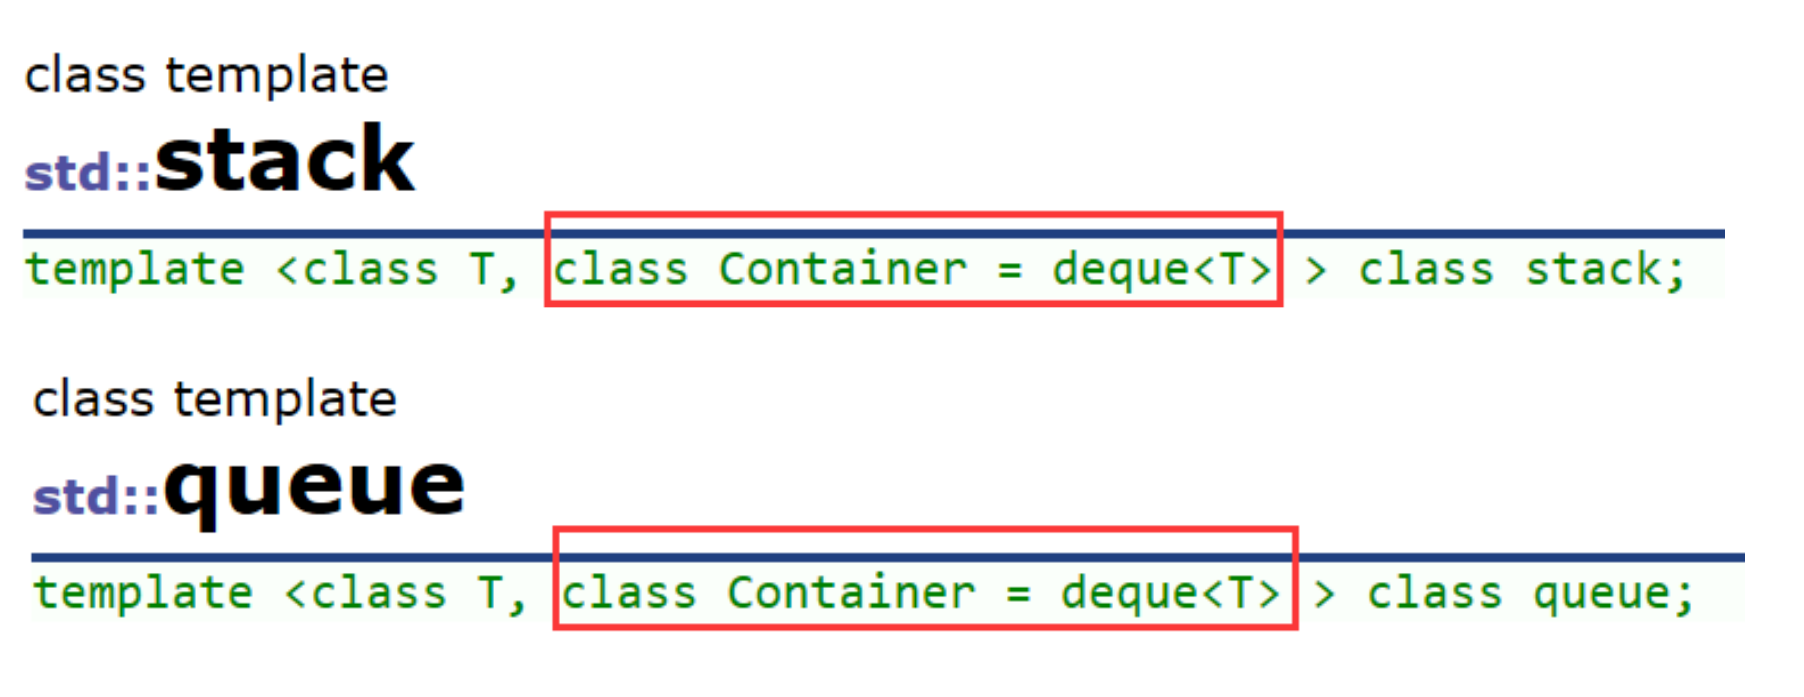 class template
std::stack
template <class T, class Container = deque<T> > class stack;
class template
std::queue
template <class T, class Container = deque<T> > class queue;